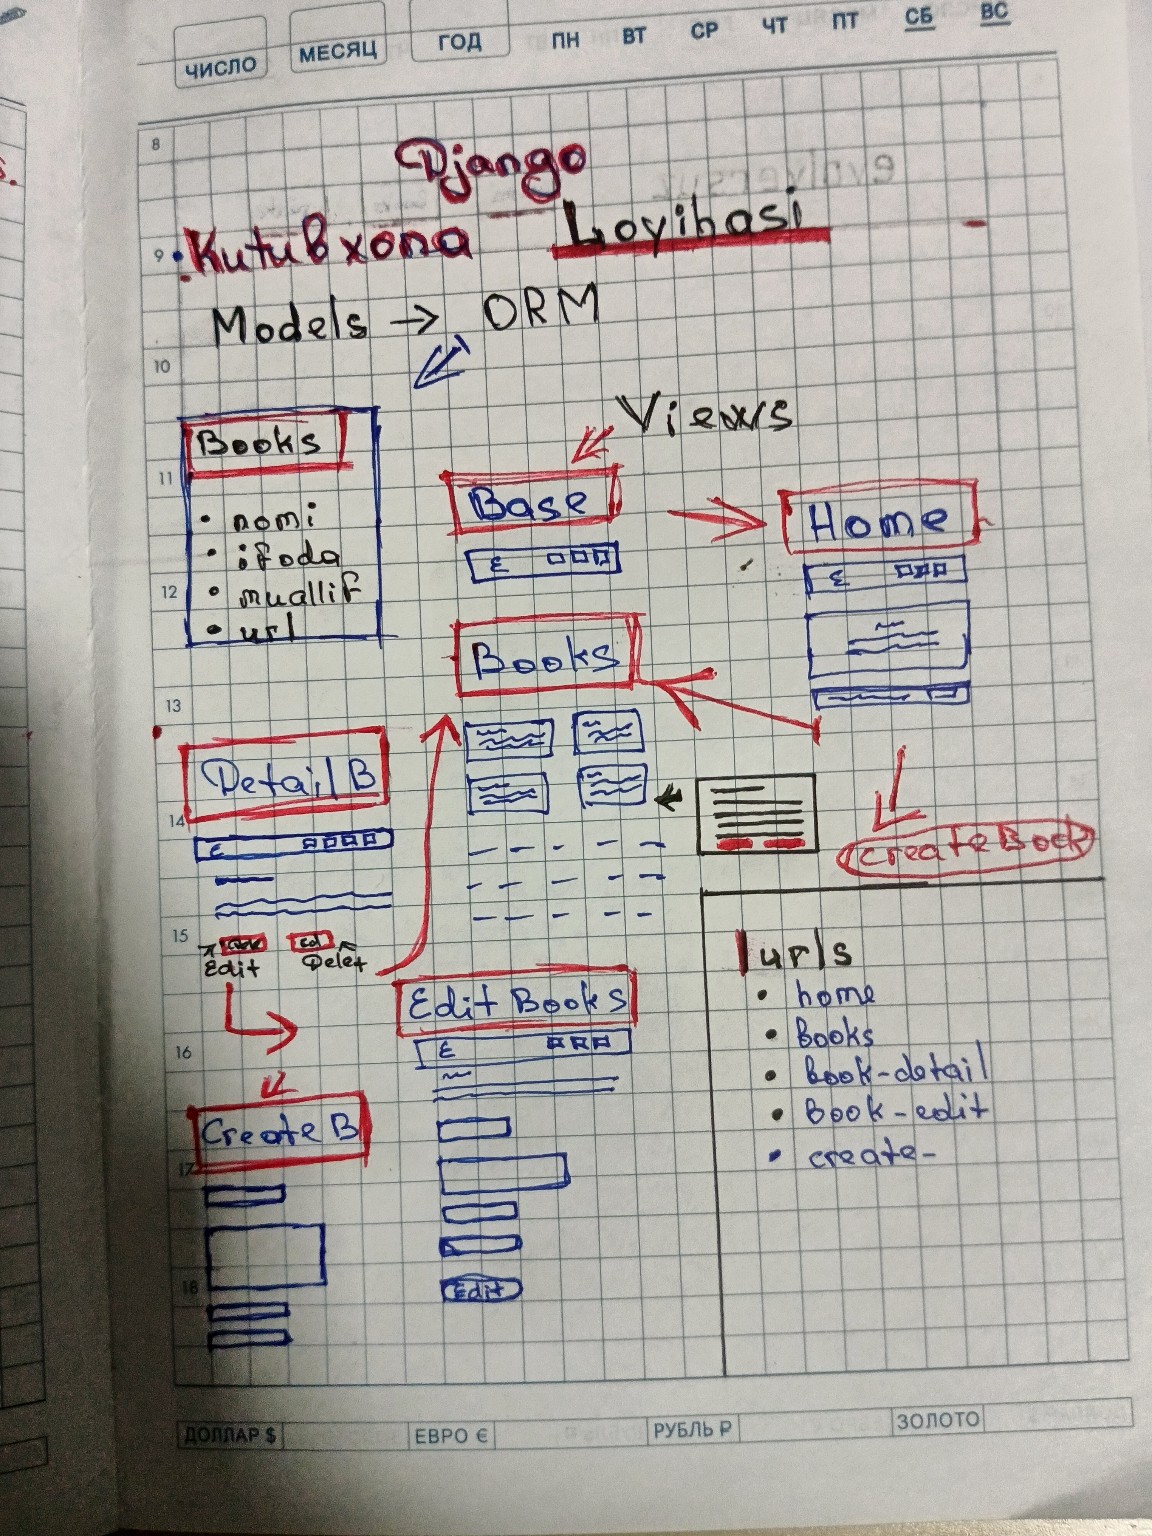 ЧИСЛО МЕСЯЦ ГОД ПН ВТ СР ЧТ ПТ СБ ВС
8
Django
9
Kutubxona Loyihasi
Models → ORM
10
Views
Books
11
• nomi
• ifoda
• muallif
• url
12
Base
Home
Books
13
Detail B
14
Create Book
15
Edit
Delet
urls
• home
• Books
• Book-detail
• Book-edit
• create-
Edit Books
16
Create B
17
18
Edit
ДОЛЛАР $ ЕВРО € РУБЛЬ ₽ ЗОЛОТО